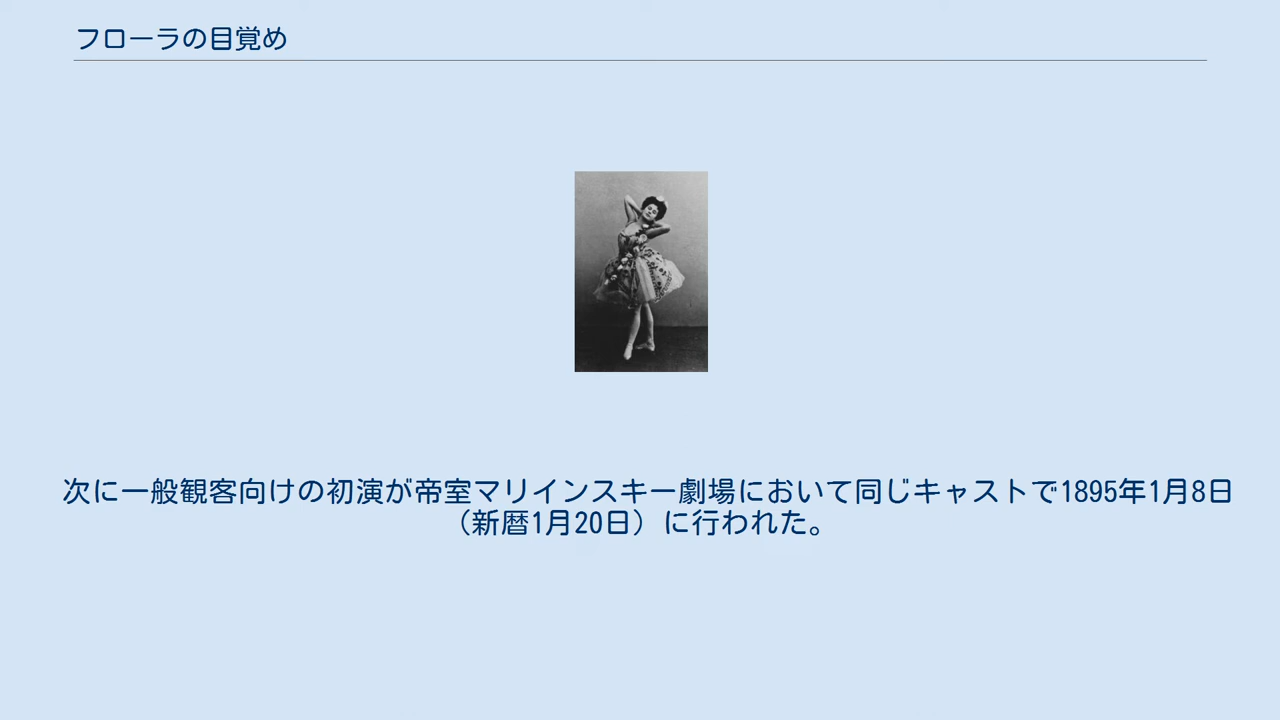 フローラの目覚め
次に一般観客向けの初演が帝室マリインスキー劇場において同じキャストで1895年1月8日
（新暦1月20日）に行われた。